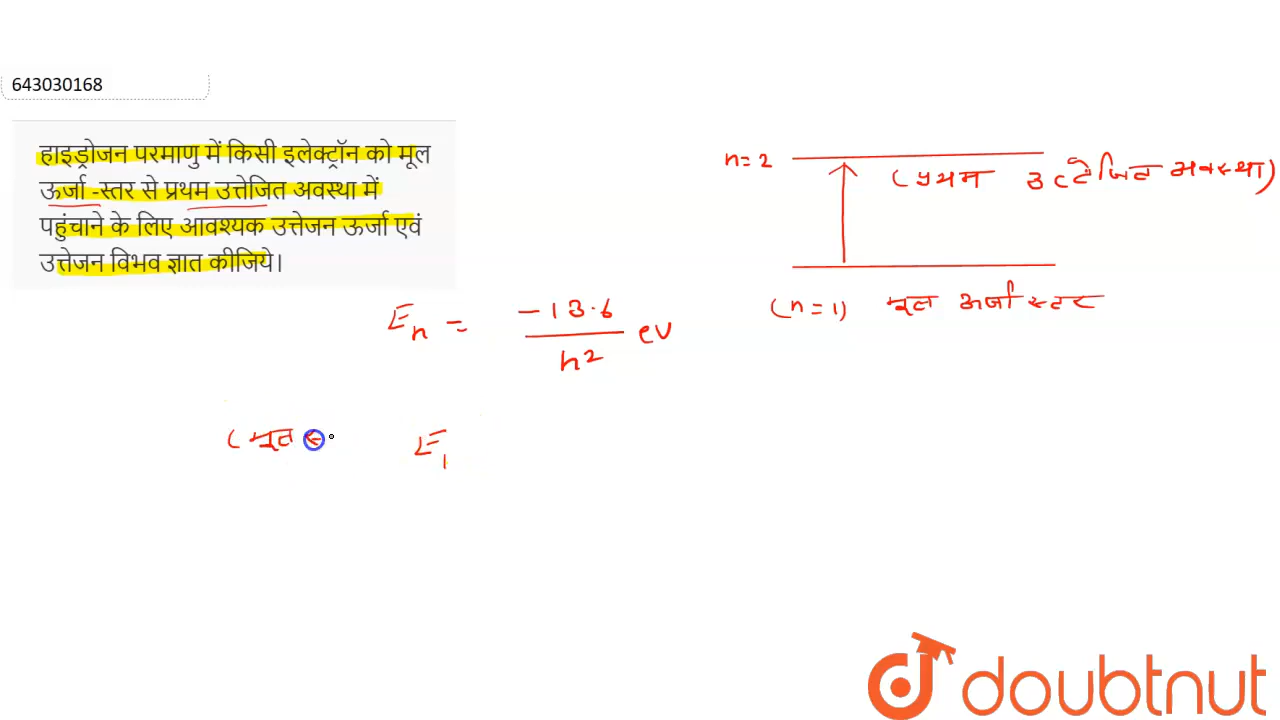 643030168
हाइड्रोजन परमाणु में किसी इलेक्ट्रॉन को मूल
ऊर्जा -स्तर से प्रथम उत्तेजित अवस्था में
पहुंचाने के लिए आवश्यक उत्तेजन ऊर्जा एवं
उत्तेजन विभव ज्ञात कीजिये।
n=2
(प्रथम उत्तेजित अवस्था)
(n=1) मूल ऊर्जा स्तर
En = -13.6 / n2 eV
(मूल स् E1
doubtnut